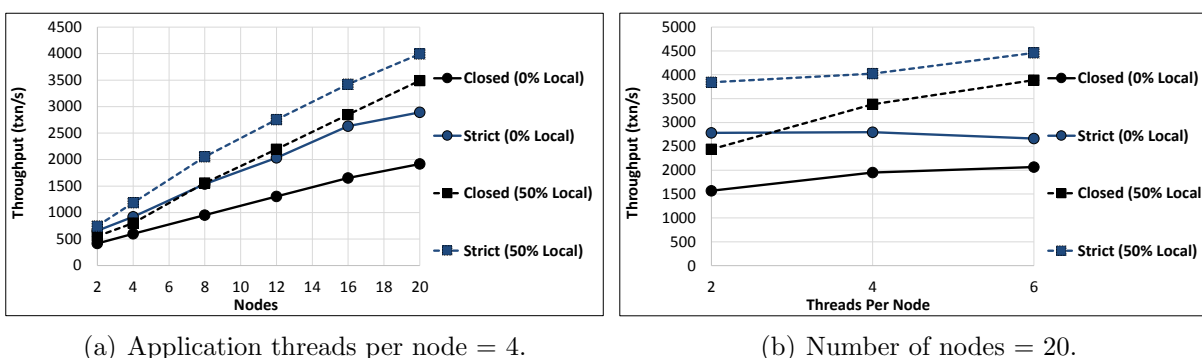 4500
4000
3500
3000
2500
2000
1500
1000
500
0
Throughput (txn/s)
2 4 6 8 10 12 14 16 18 20
Nodes
Closed (0% Local)
Strict (0% Local)
Closed (50% Local)
Strict (50% Local)
5000
4500
4000
3500
3000
2500
2000
1500
1000
500
0
Throughput (txn/s)
2 4 6
Threads Per Node
Closed (0% Local)
Strict (0% Local)
Closed (50% Local)
Strict (50% Local)
(a) Application threads per node = 4.
(b) Number of nodes = 20.